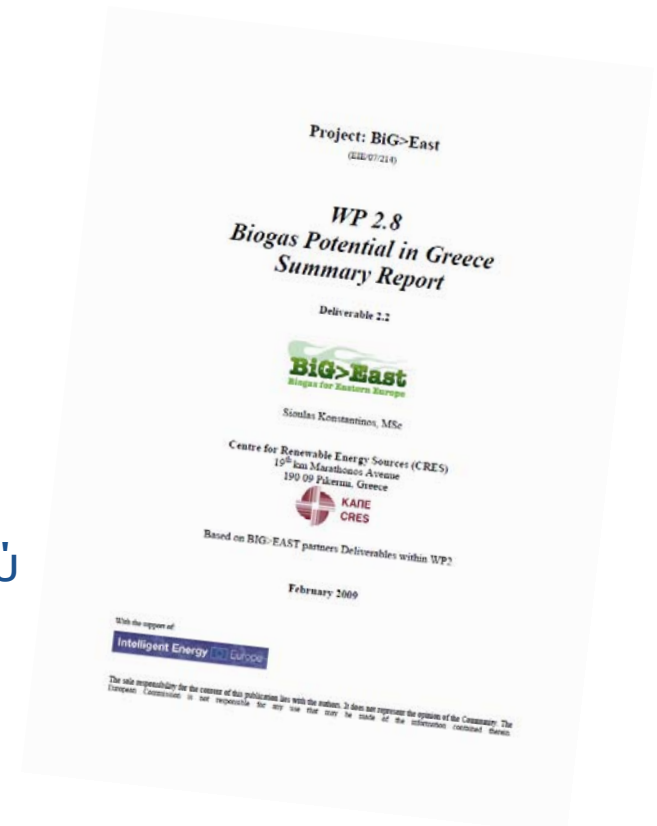 Project: BiG>East
(EIE/07/214)
WP 2.8
Biogas Potential in Greece
Summary Report
Deliverable 2.2
BiG>East
Biogas for Eastern Europe
Sioulas Konstantinos, MSc
Centre for Renewable Energy Sources (CRES)
19th km Marathonos Avenue
190 09 Pikermi, Greece
ΚΑΠΕ
CRES
Based on BIG>EAST partners Deliverables within WP2
February 2009
With the support of:
Intelligent Energy Europe
The sole responsibility for the content of this publication lies with the authors. It does not represent the opinion of the Community. The
European Commission is not responsible for any use that may be made of the information contained therein.